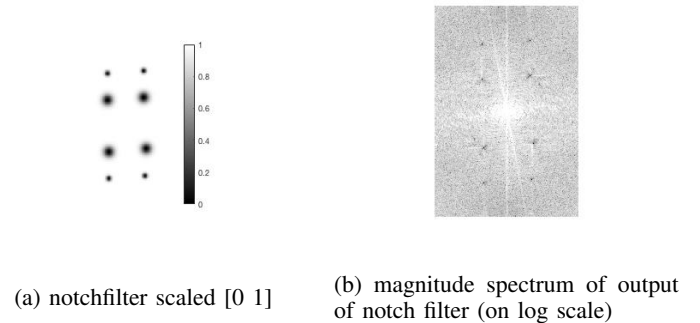 1
0.8
0.6
0.4
0.2
0
(a) notchfilter scaled [0 1]
(b) magnitude spectrum of output
of notch filter (on log scale)